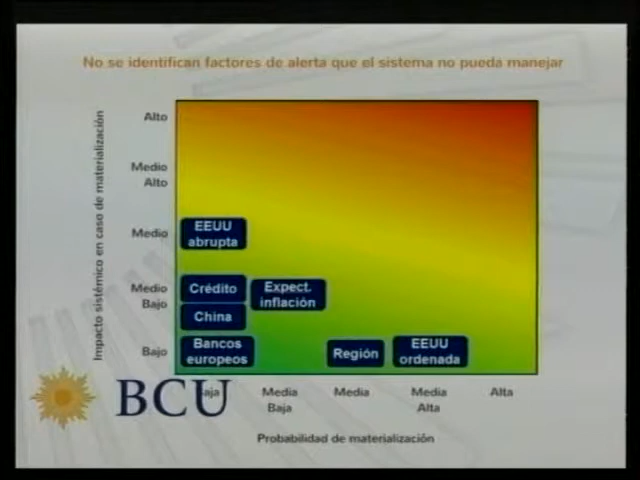 No se identifican factores de alerta que el sistema no pueda manejar
Impacto sistémico en caso de materialización
Alto
Medio
Alto
Medio
Medio
Bajo
Bajo
EEUU
abrupta
Crédito
China
Expect.
inflación
Bancos
europeos
Región
EEUU
ordenada
BCU
aja
Media
Baja
Media
Media
Alta
Alta
Probabilidad de materialización